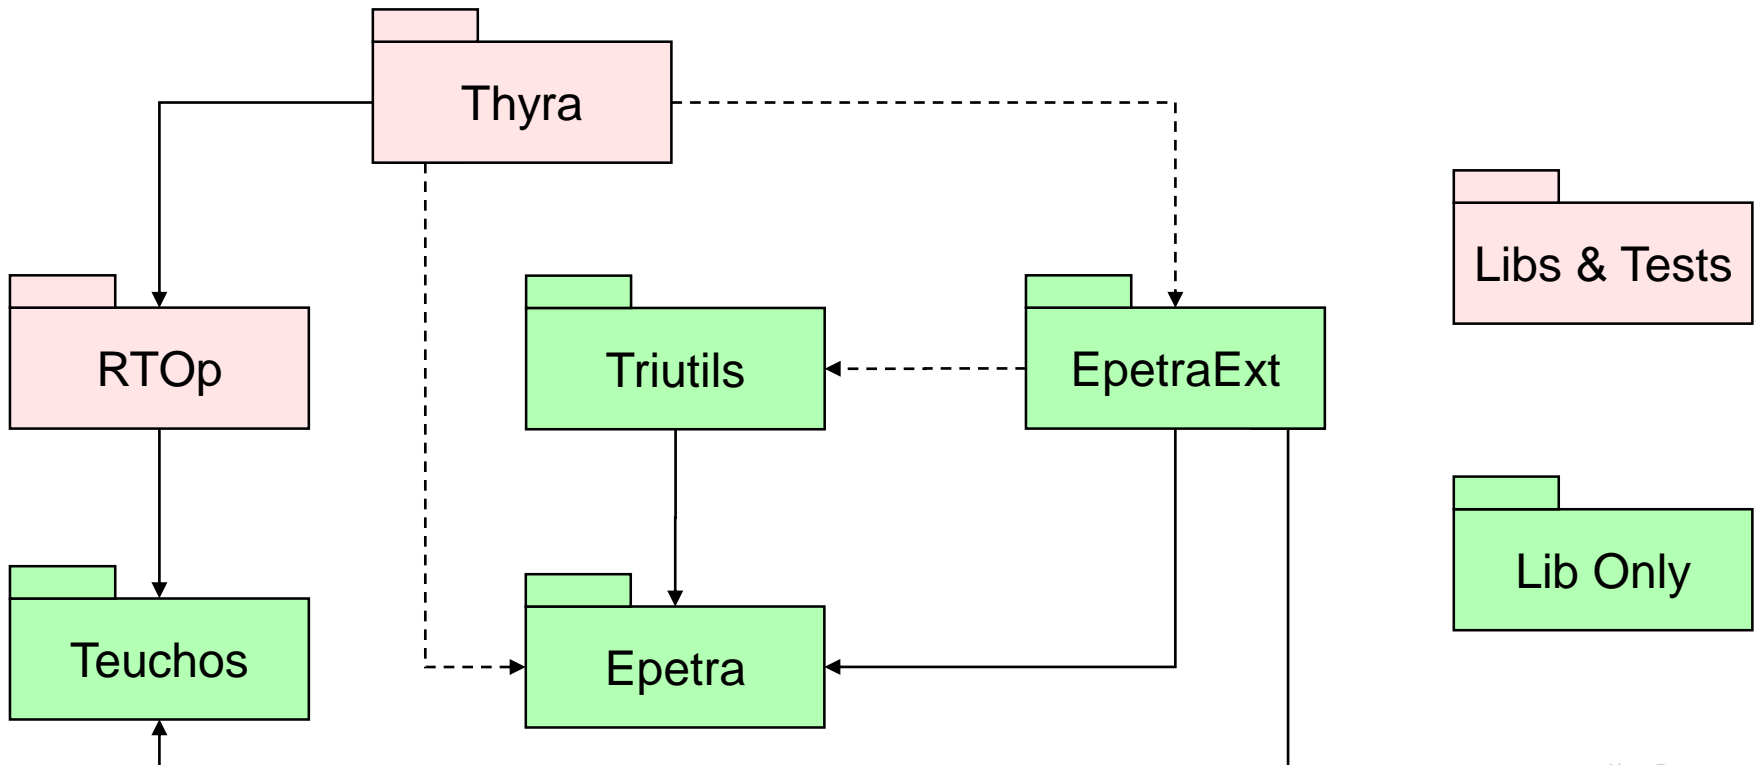 Thyra
Libs & Tests
RTOp
Triutils
EpetraExt
Lib Only
Teuchos
Epetra